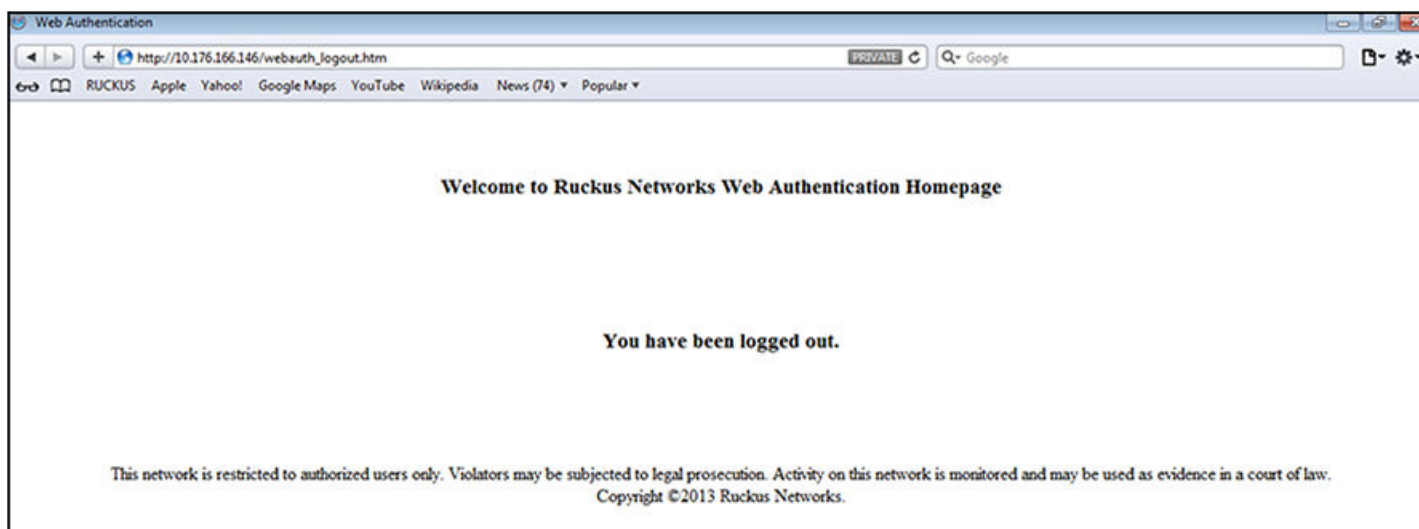 Web Authentication
http://10.176.166.146/webauth_logout.htm PRIVATE Google
RUCKUS Apple Yahoo! Google Maps YouTube Wikipedia News (74) Popular
Welcome to Ruckus Networks Web Authentication Homepage
You have been logged out.
This network is restricted to authorized users only. Violators may be subjected to legal prosecution. Activity on this network is monitored and may be used as evidence in a court of law.
Copyright ©2013 Ruckus Networks.